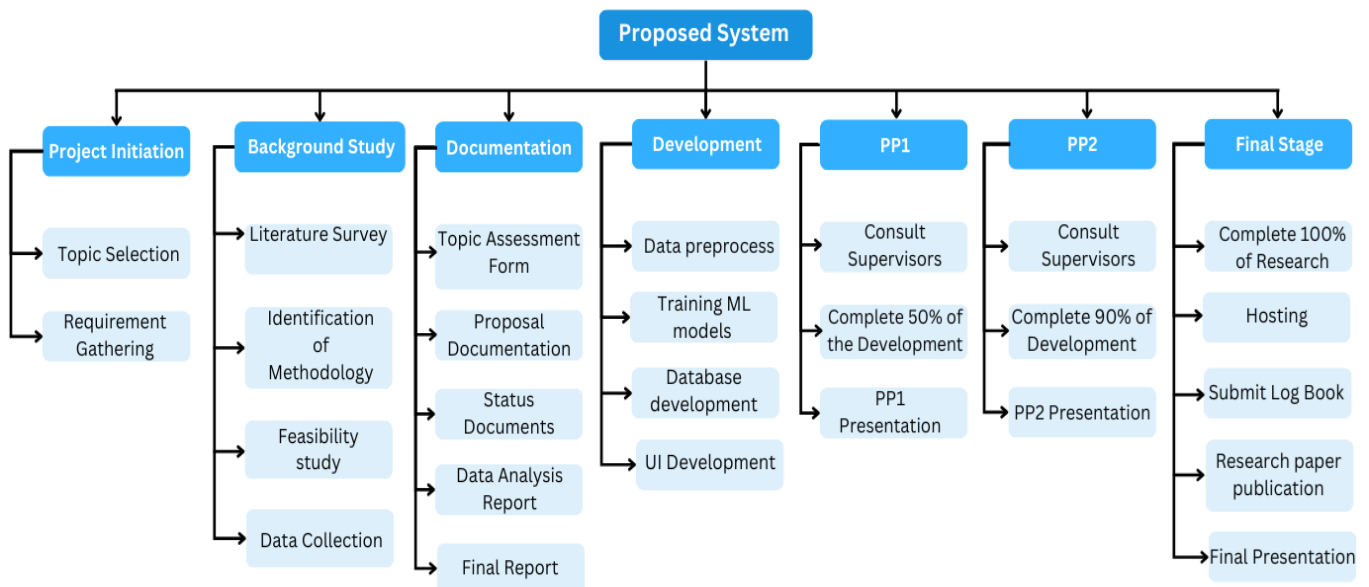 Proposed System
Project Initiation
Topic Selection
Requirement
Gathering
Background Study
Literature Survey
Identification
of
Methodology
Feasibility
study
Data Collection
Documentation
Topic Assessment
Form
Proposal
Documentation
Status
Documents
Data Analysis
Report
Final Report
Development
Data preprocess
Training ML
models
Database
development
UI Development
PP1
Consult
Supervisors
Complete 50% of
the Development
PP1
Presentation
PP2
Consult
Supervisors
Complete 90% of
Development
PP2 Presentation
Final Stage
Complete 100%
of Research
Hosting
Submit Log Book
Research paper
publication
Final Presentation